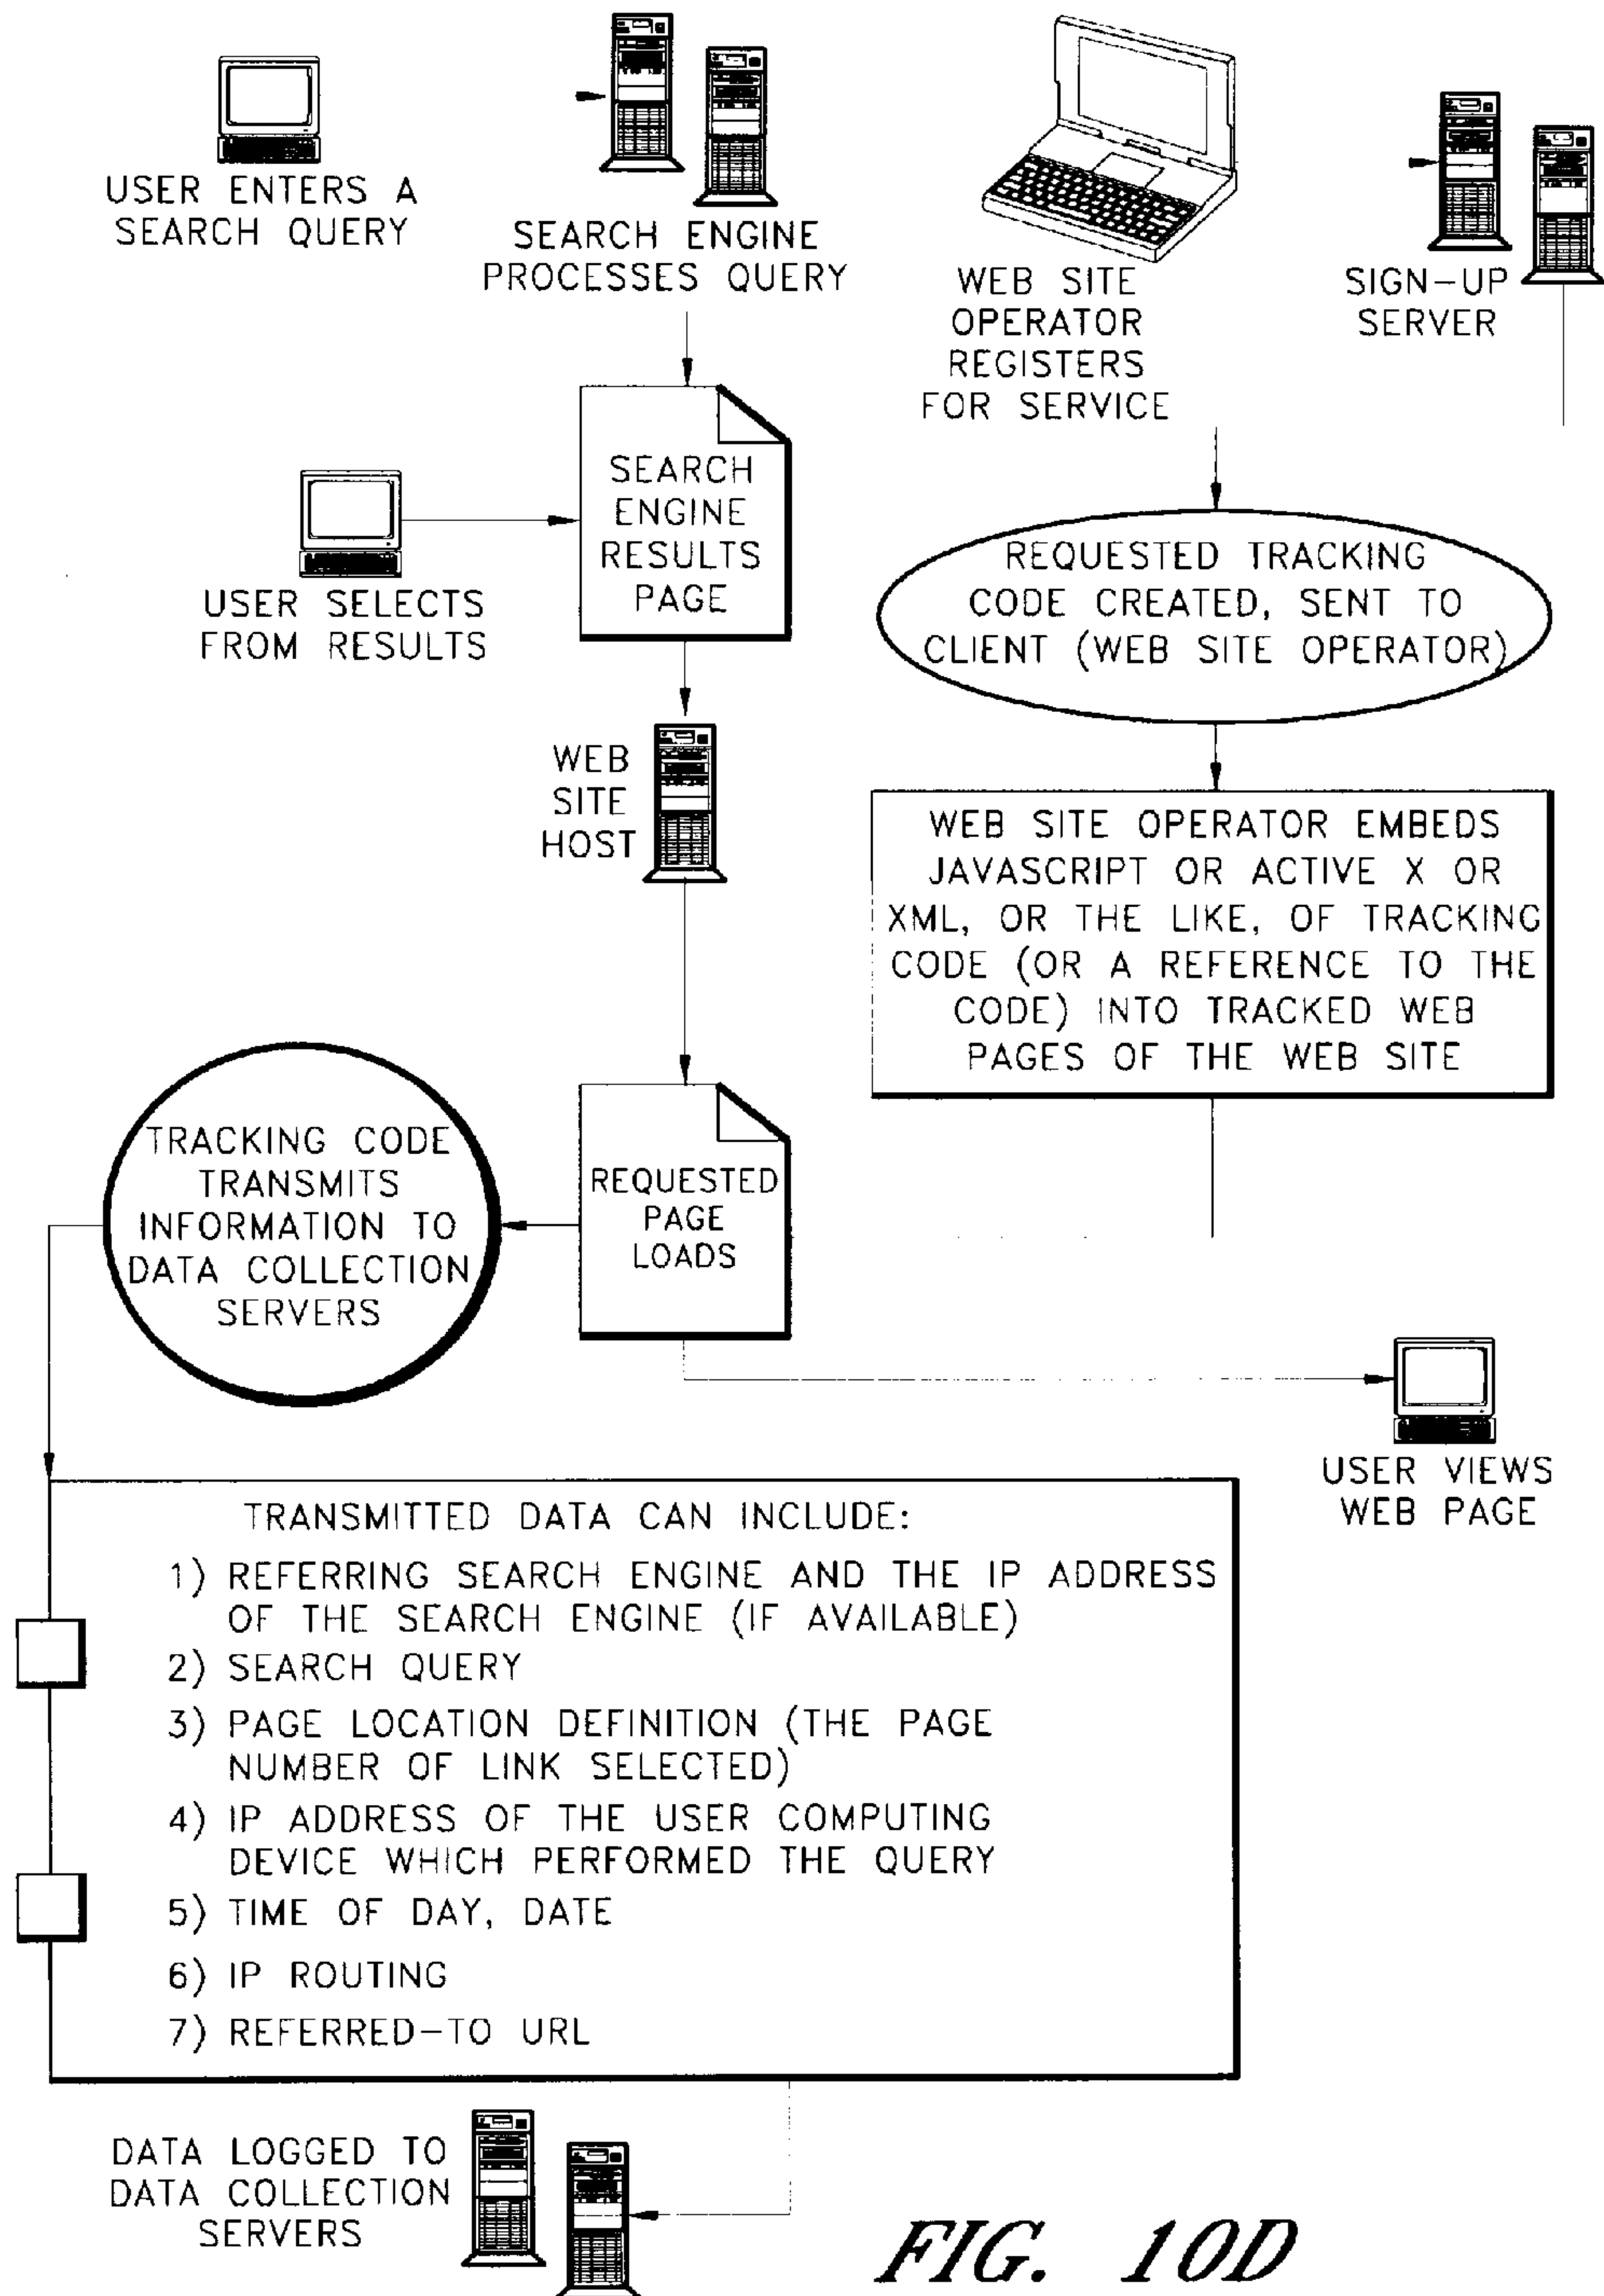 USER ENTERS A
SEARCH QUERY
SEARCH ENGINE
PROCESSES QUERY
WEB SITE
OPERATOR
REGISTERS
FOR SERVICE
SIGN-UP
SERVER
SEARCH
ENGINE
RESULTS
PAGE
USER SELECTS
FROM RESULTS
REQUESTED TRACKING
CODE CREATED, SENT TO
CLIENT (WEB SITE OPERATOR)
WEB
SITE
HOST
WEB SITE OPERATOR EMBEDS
JAVASCRIPT OR ACTIVE X OR
XML, OR THE LIKE, OF TRACKING
CODE (OR A REFERENCE TO THE
CODE) INTO TRACKED WEB
PAGES OF THE WEB SITE
TRACKING CODE
TRANSMITS
INFORMATION TO
DATA COLLECTION
SERVERS
REQUESTED
PAGE
LOADS
USER VIEWS
WEB PAGE
TRANSMITTED DATA CAN INCLUDE:
1) REFERRING SEARCH ENGINE AND THE IP ADDRESS
OF THE SEARCH ENGINE (IF AVAILABLE)
2) SEARCH QUERY
3) PAGE LOCATION DEFINITION (THE PAGE
NUMBER OF LINK SELECTED)
4) IP ADDRESS OF THE USER COMPUTING
DEVICE WHICH PERFORMED THE QUERY
5) TIME OF DAY, DATE
6) IP ROUTING
7) REFERRED-TO URL
DATA LOGGED TO
DATA COLLECTION
SERVERS
FIG. 10D